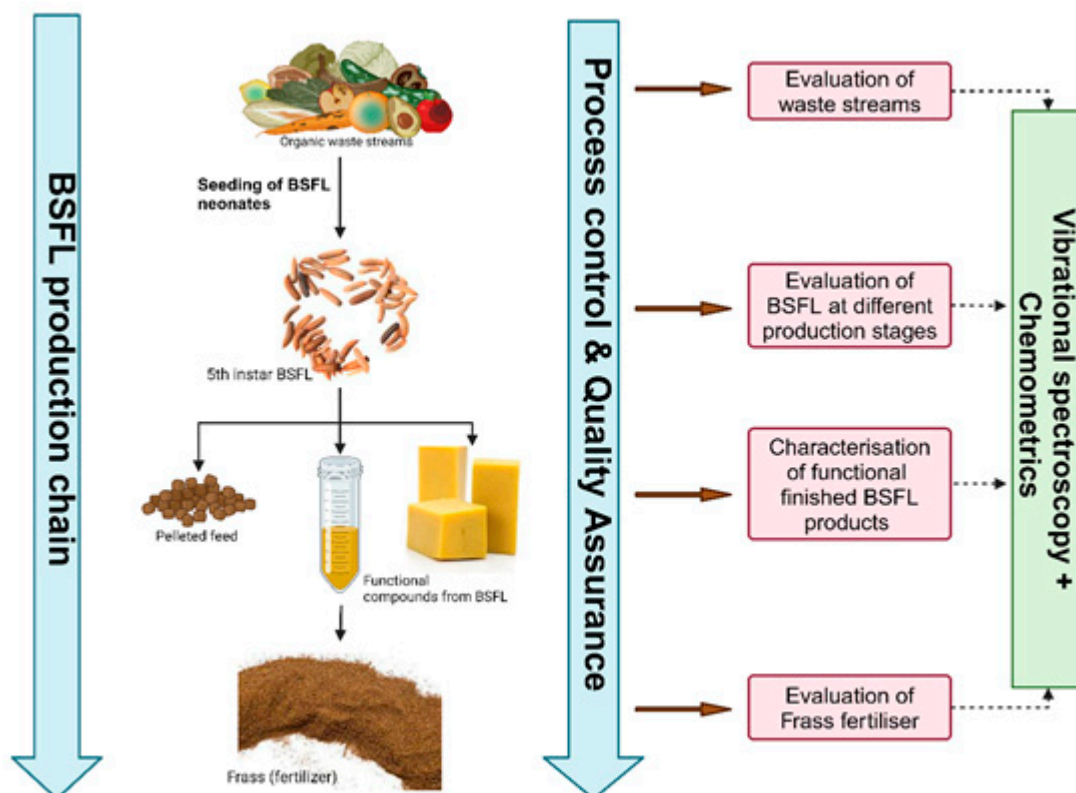 BSFL production chain
Organic waste streams
Seeding of BSFL
neonates
5th instar BSFL
Pelleted feed
Functional
compounds from BSFL
Frass (fertilizer)
Process control & Quality Assurance
Evaluation of
waste streams
Evaluation of
BSFL at different
production stages
Characterisation
of functional
finished BSFL
products
Evaluation of
Frass fertiliser
Vibrational spectroscopy +
Chemometrics